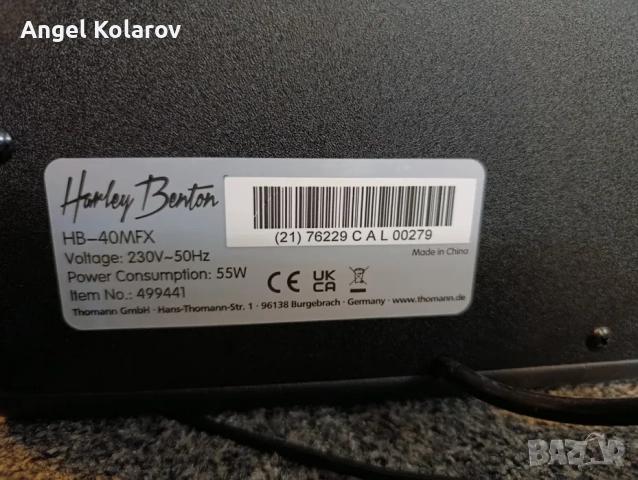 Angel Kolarov
Harley Benton
(21) 76229 C A L 00279
HB-40MFX
Voltage: 230V~50Hz
Made in China
Power Consumption: 55W
Item No.: 499441
CE UK CA
Thomann GmbH · Hans-Thomann-Str. 1 · 96138 Burgebrach · Germany · www.thomann.de
BAZAR